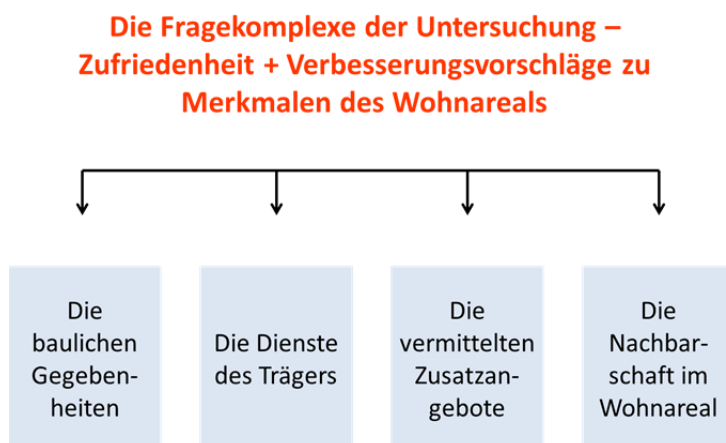 Die Fragekomplexe der Untersuchung –
Zufriedenheit + Verbesserungsvorschläge zu
Merkmalen des Wohnareals
Die
baulichen
Gegeben-
heiten
Die Dienste
des Trägers
Die
vermittelten
Zusatzan-
gebote
Die
Nachbar-
schaft im
Wohnareal